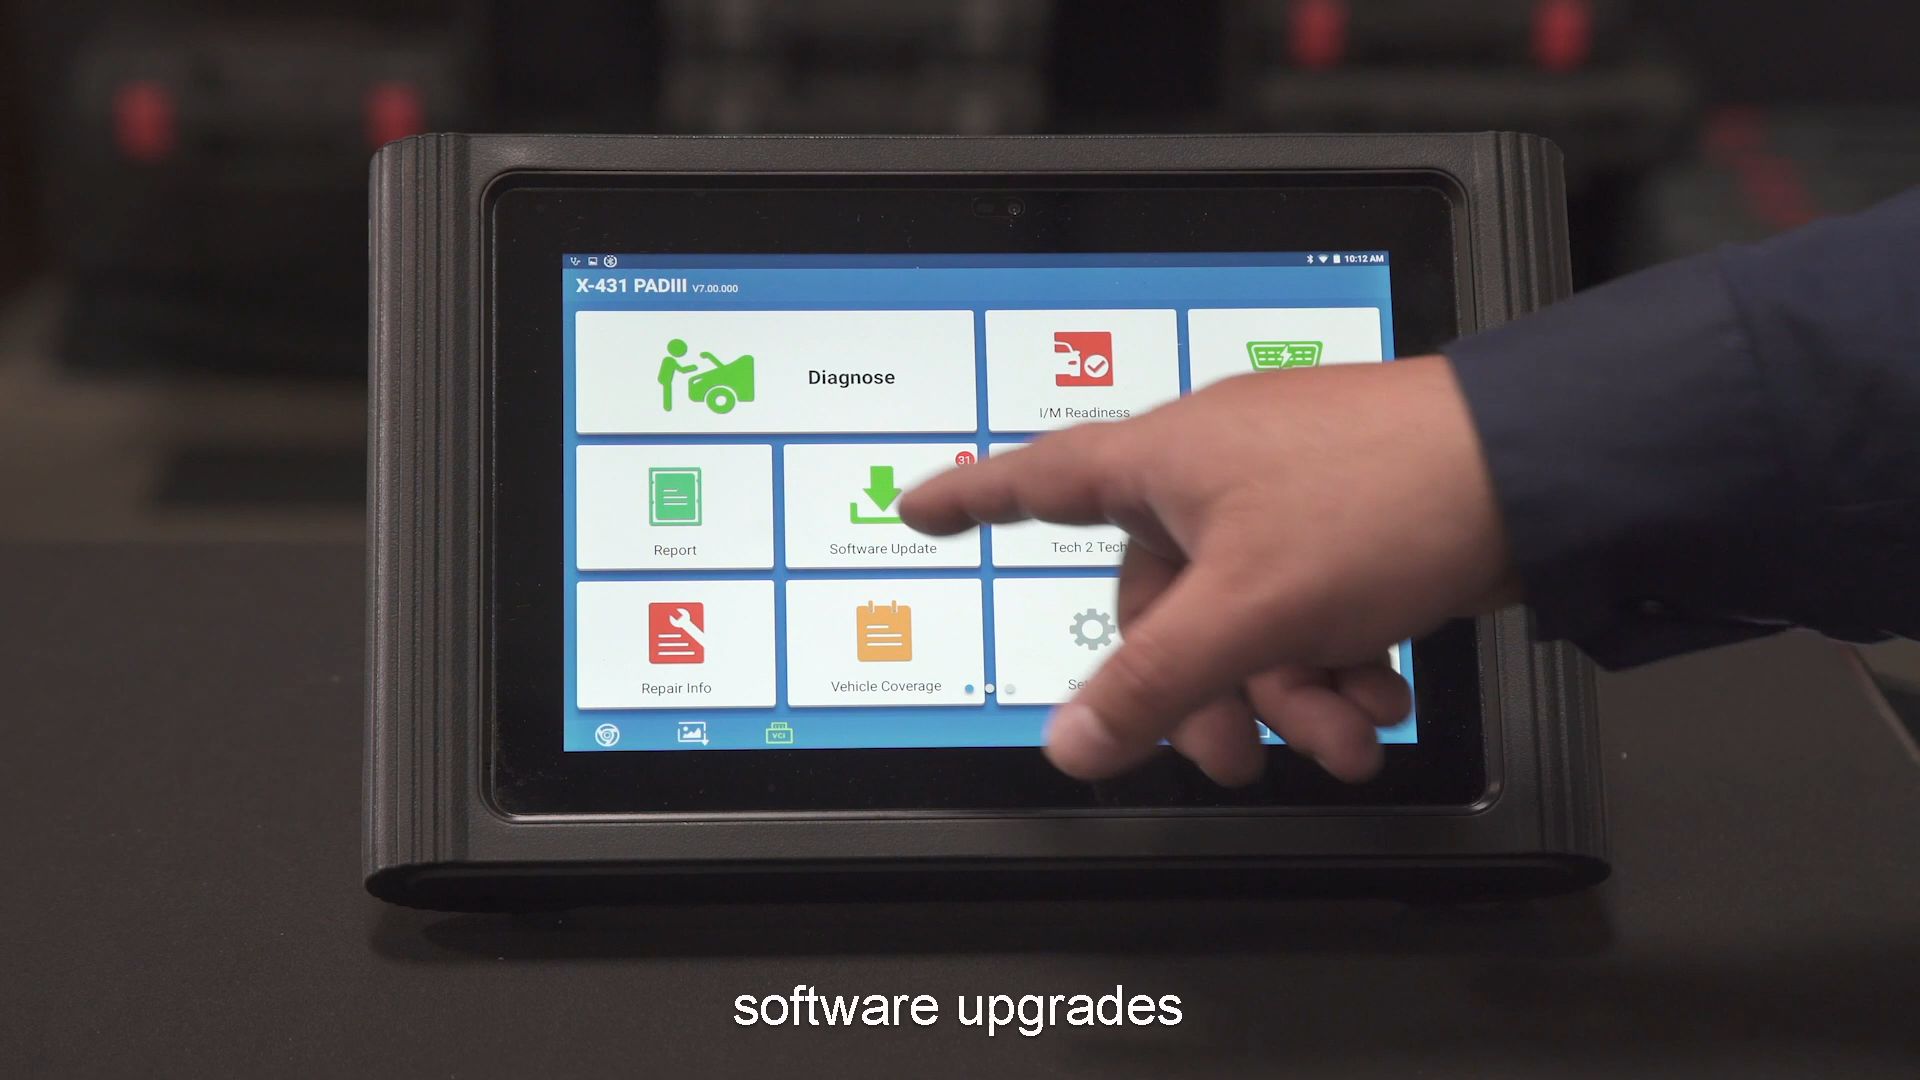 10:12 AM
X-431 PADIII V7.00.000
Diagnose
I/M Readiness
Report
31
Software Update
Tech 2 Tech
Repair Info
Vehicle Coverage
VCI
software upgrades